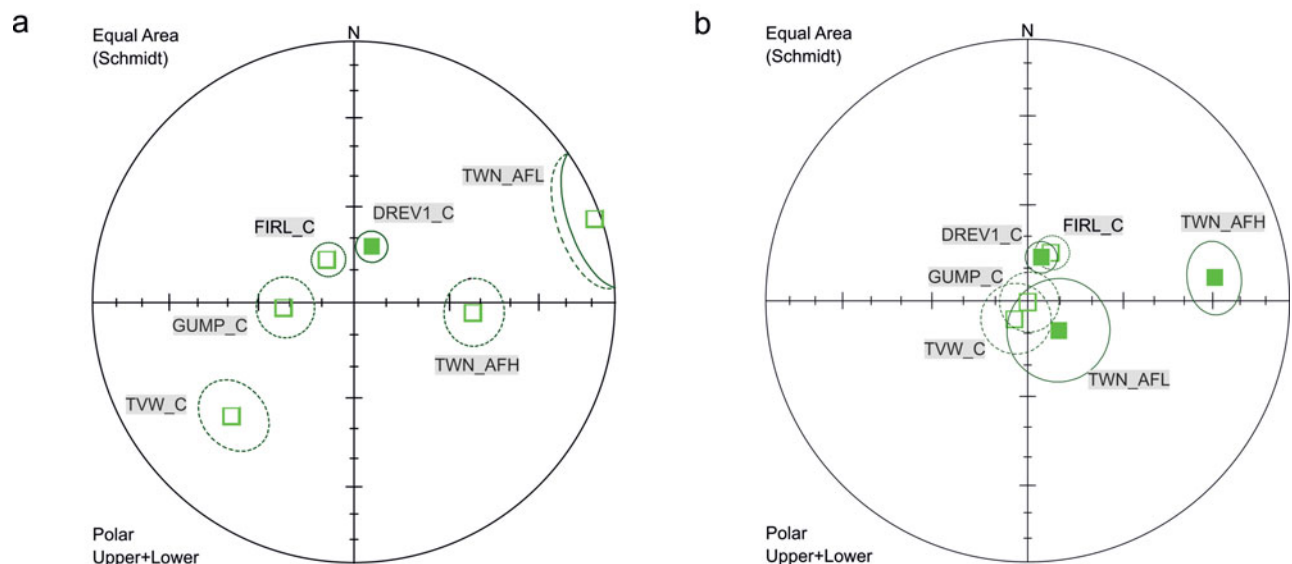 a
Equal Area
(Schmidt)
N
TWN_AFL
DREV1_C
FIRL_C
GUMP_C
TWN_AFH
TVW_C
Polar
Upper+Lower
b
Equal Area
(Schmidt)
N
TWN_AFH
FIRL_C
DREV1_C
GUMP_C
TVW_C
TWN_AFL
Polar
Upper+Lower